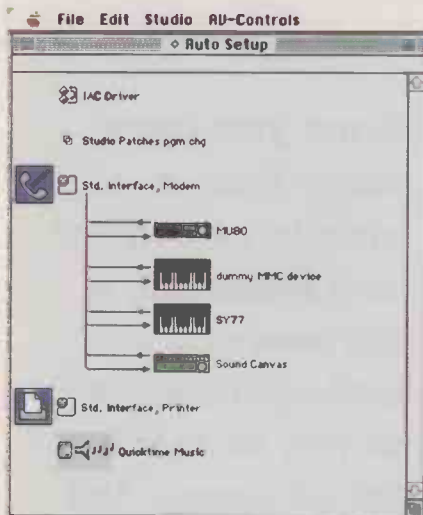 File Edit Studio AV-Controls
◇ Auto Setup
IAC Driver
Studio Patches pgm chg
Std. Interface, Modem
MU80
dummy MMC device
SY77
Sound Canvas
Std. Interface, Printer
Quicktime Music